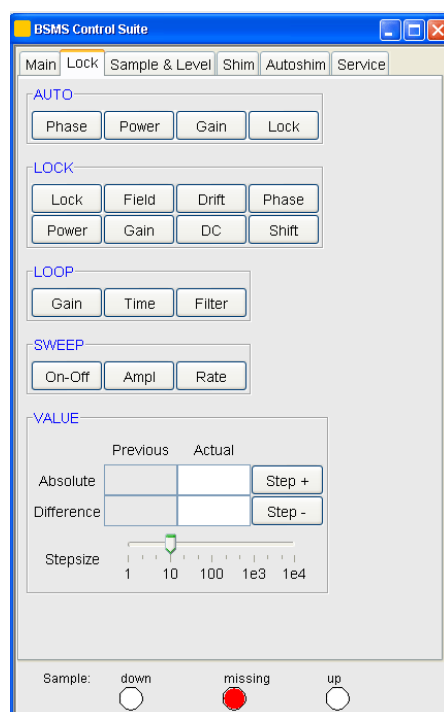 BSMS Control Suite
Main Lock Sample & Level Shim Autoshim Service
AUTO
Phase Power Gain Lock
LOCK
Lock Field Drift Phase
Power Gain DC Shift
LOOP
Gain Time Filter
SWEEP
On-Off Ampl Rate
VALUE
Previous Actual
Absolute Step +
Difference Step -
Stepsize
1 10 100 1e3 1e4
Sample: down missing up